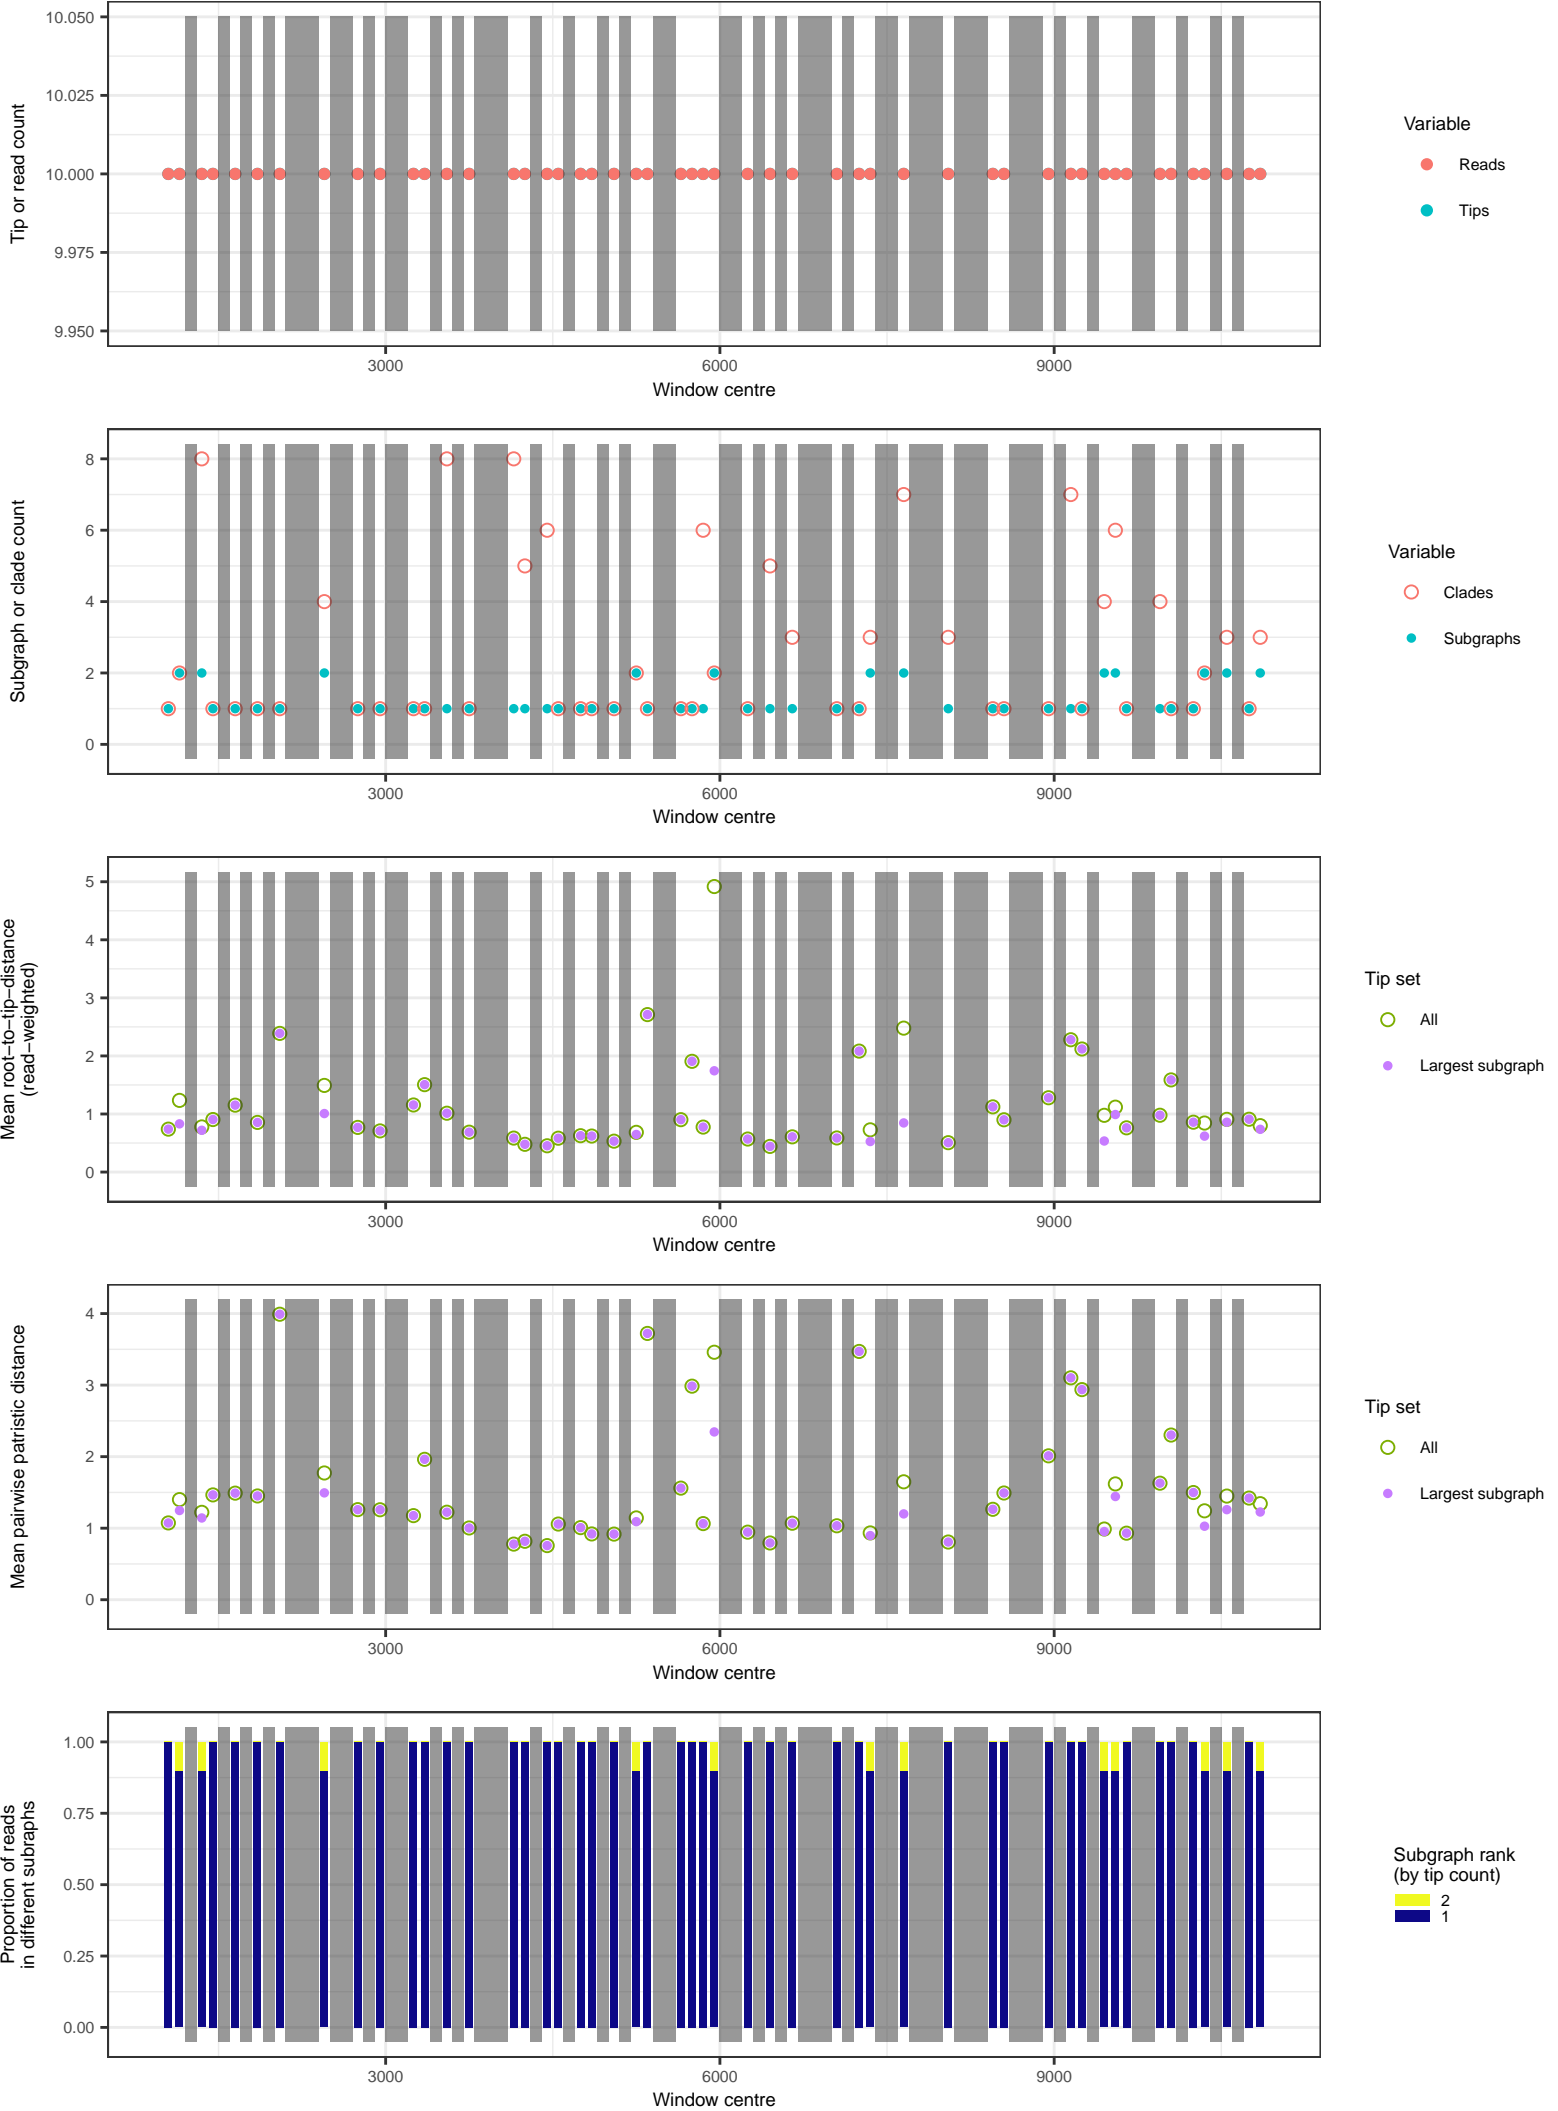 10.050
10.025
10.000
9.975
9.950
Tip or read count
3000
6000
9000
Window centre
Variable
Reads
Tips
8
6
4
2
0
Subgraph or clade count
3000
6000
9000
Window centre
Variable
Clades
Subgraphs
5
4
3
2
1
0
Mean root−to−tip−distance
(read−weighted)
3000
6000
9000
Window centre
Tip set
All
Largest subgraph
4
3
2
1
0
Mean pairwise patristic distance
3000
6000
9000
Window centre
Tip set
All
Largest subgraph
1.00
0.75
0.50
0.25
0.00
Proportion of reads
in different subraphs
3000
6000
9000
Window centre
Subgraph rank
(by tip count)
2
1